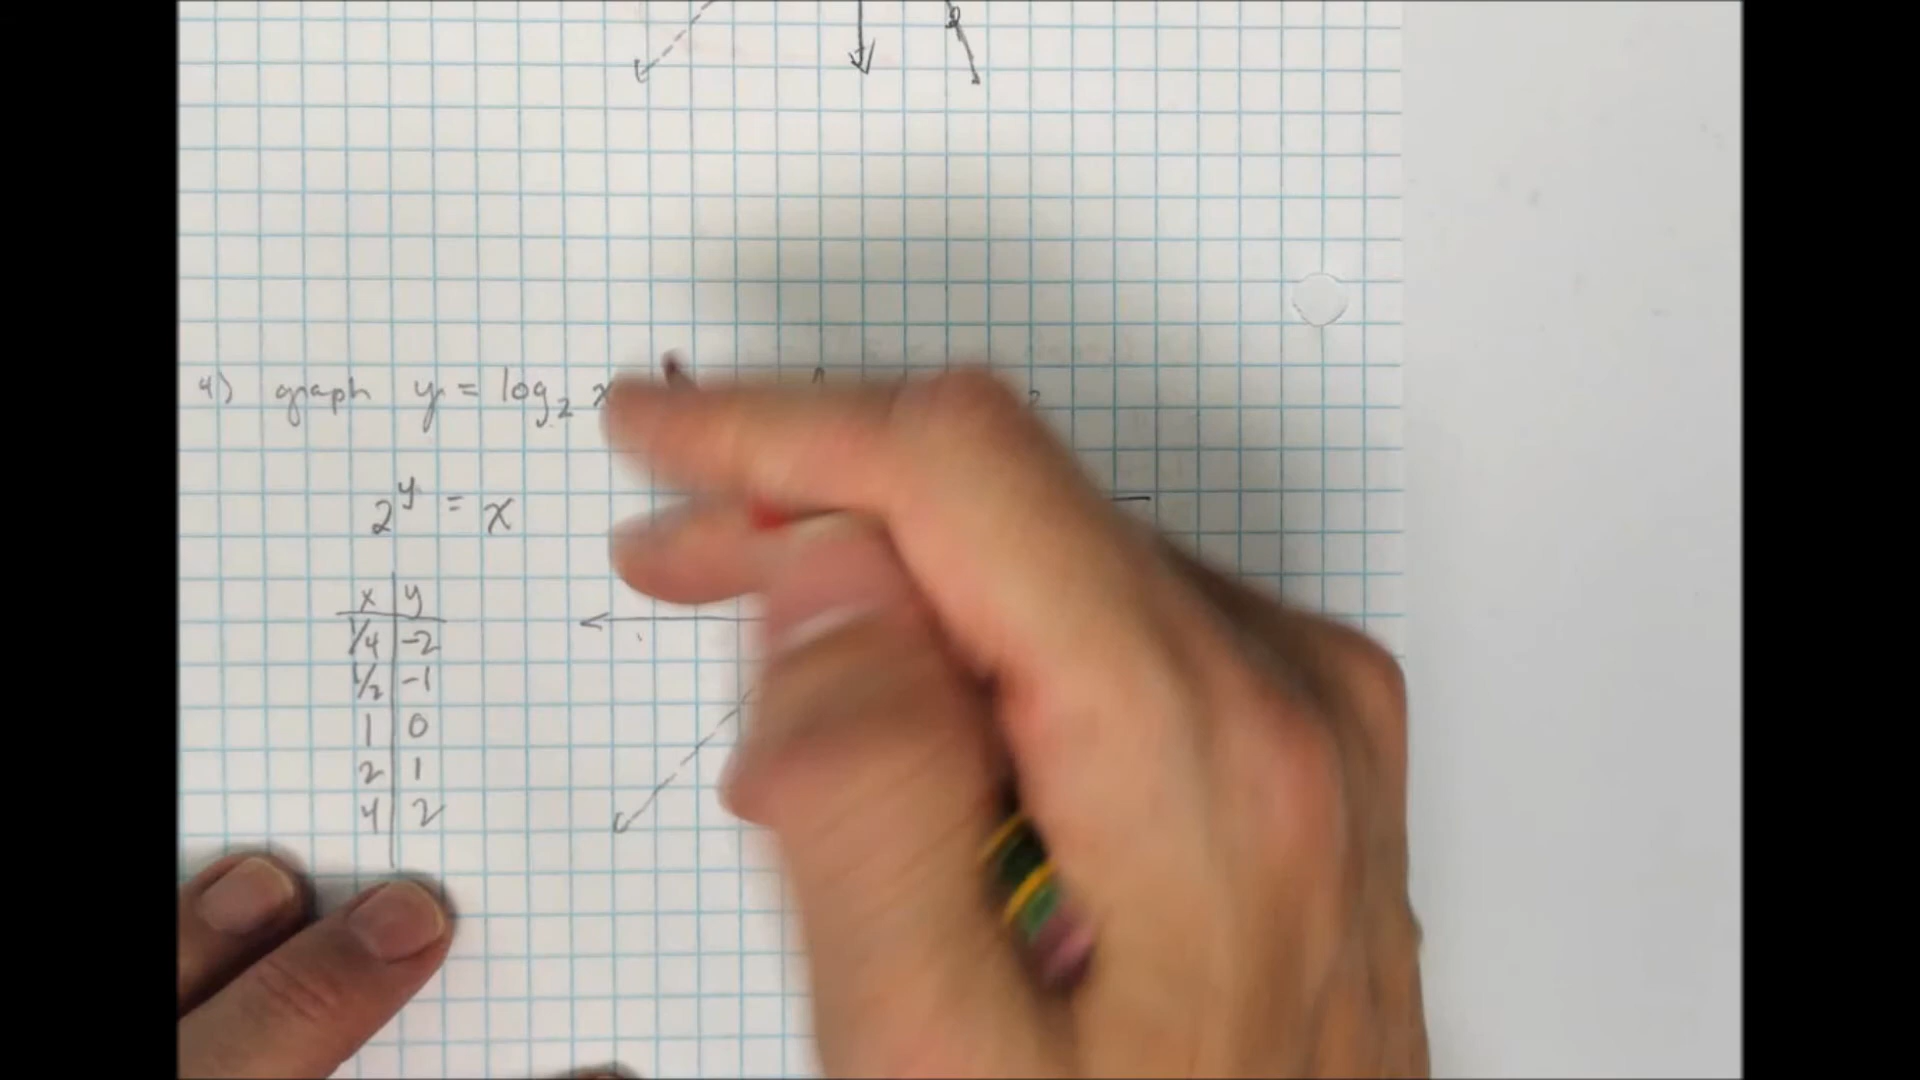 4) graph y = log₂ x
2^y = x
x | y
1/4 | -2
1/2 | -1
1 | 0
2 | 1
4 | 2